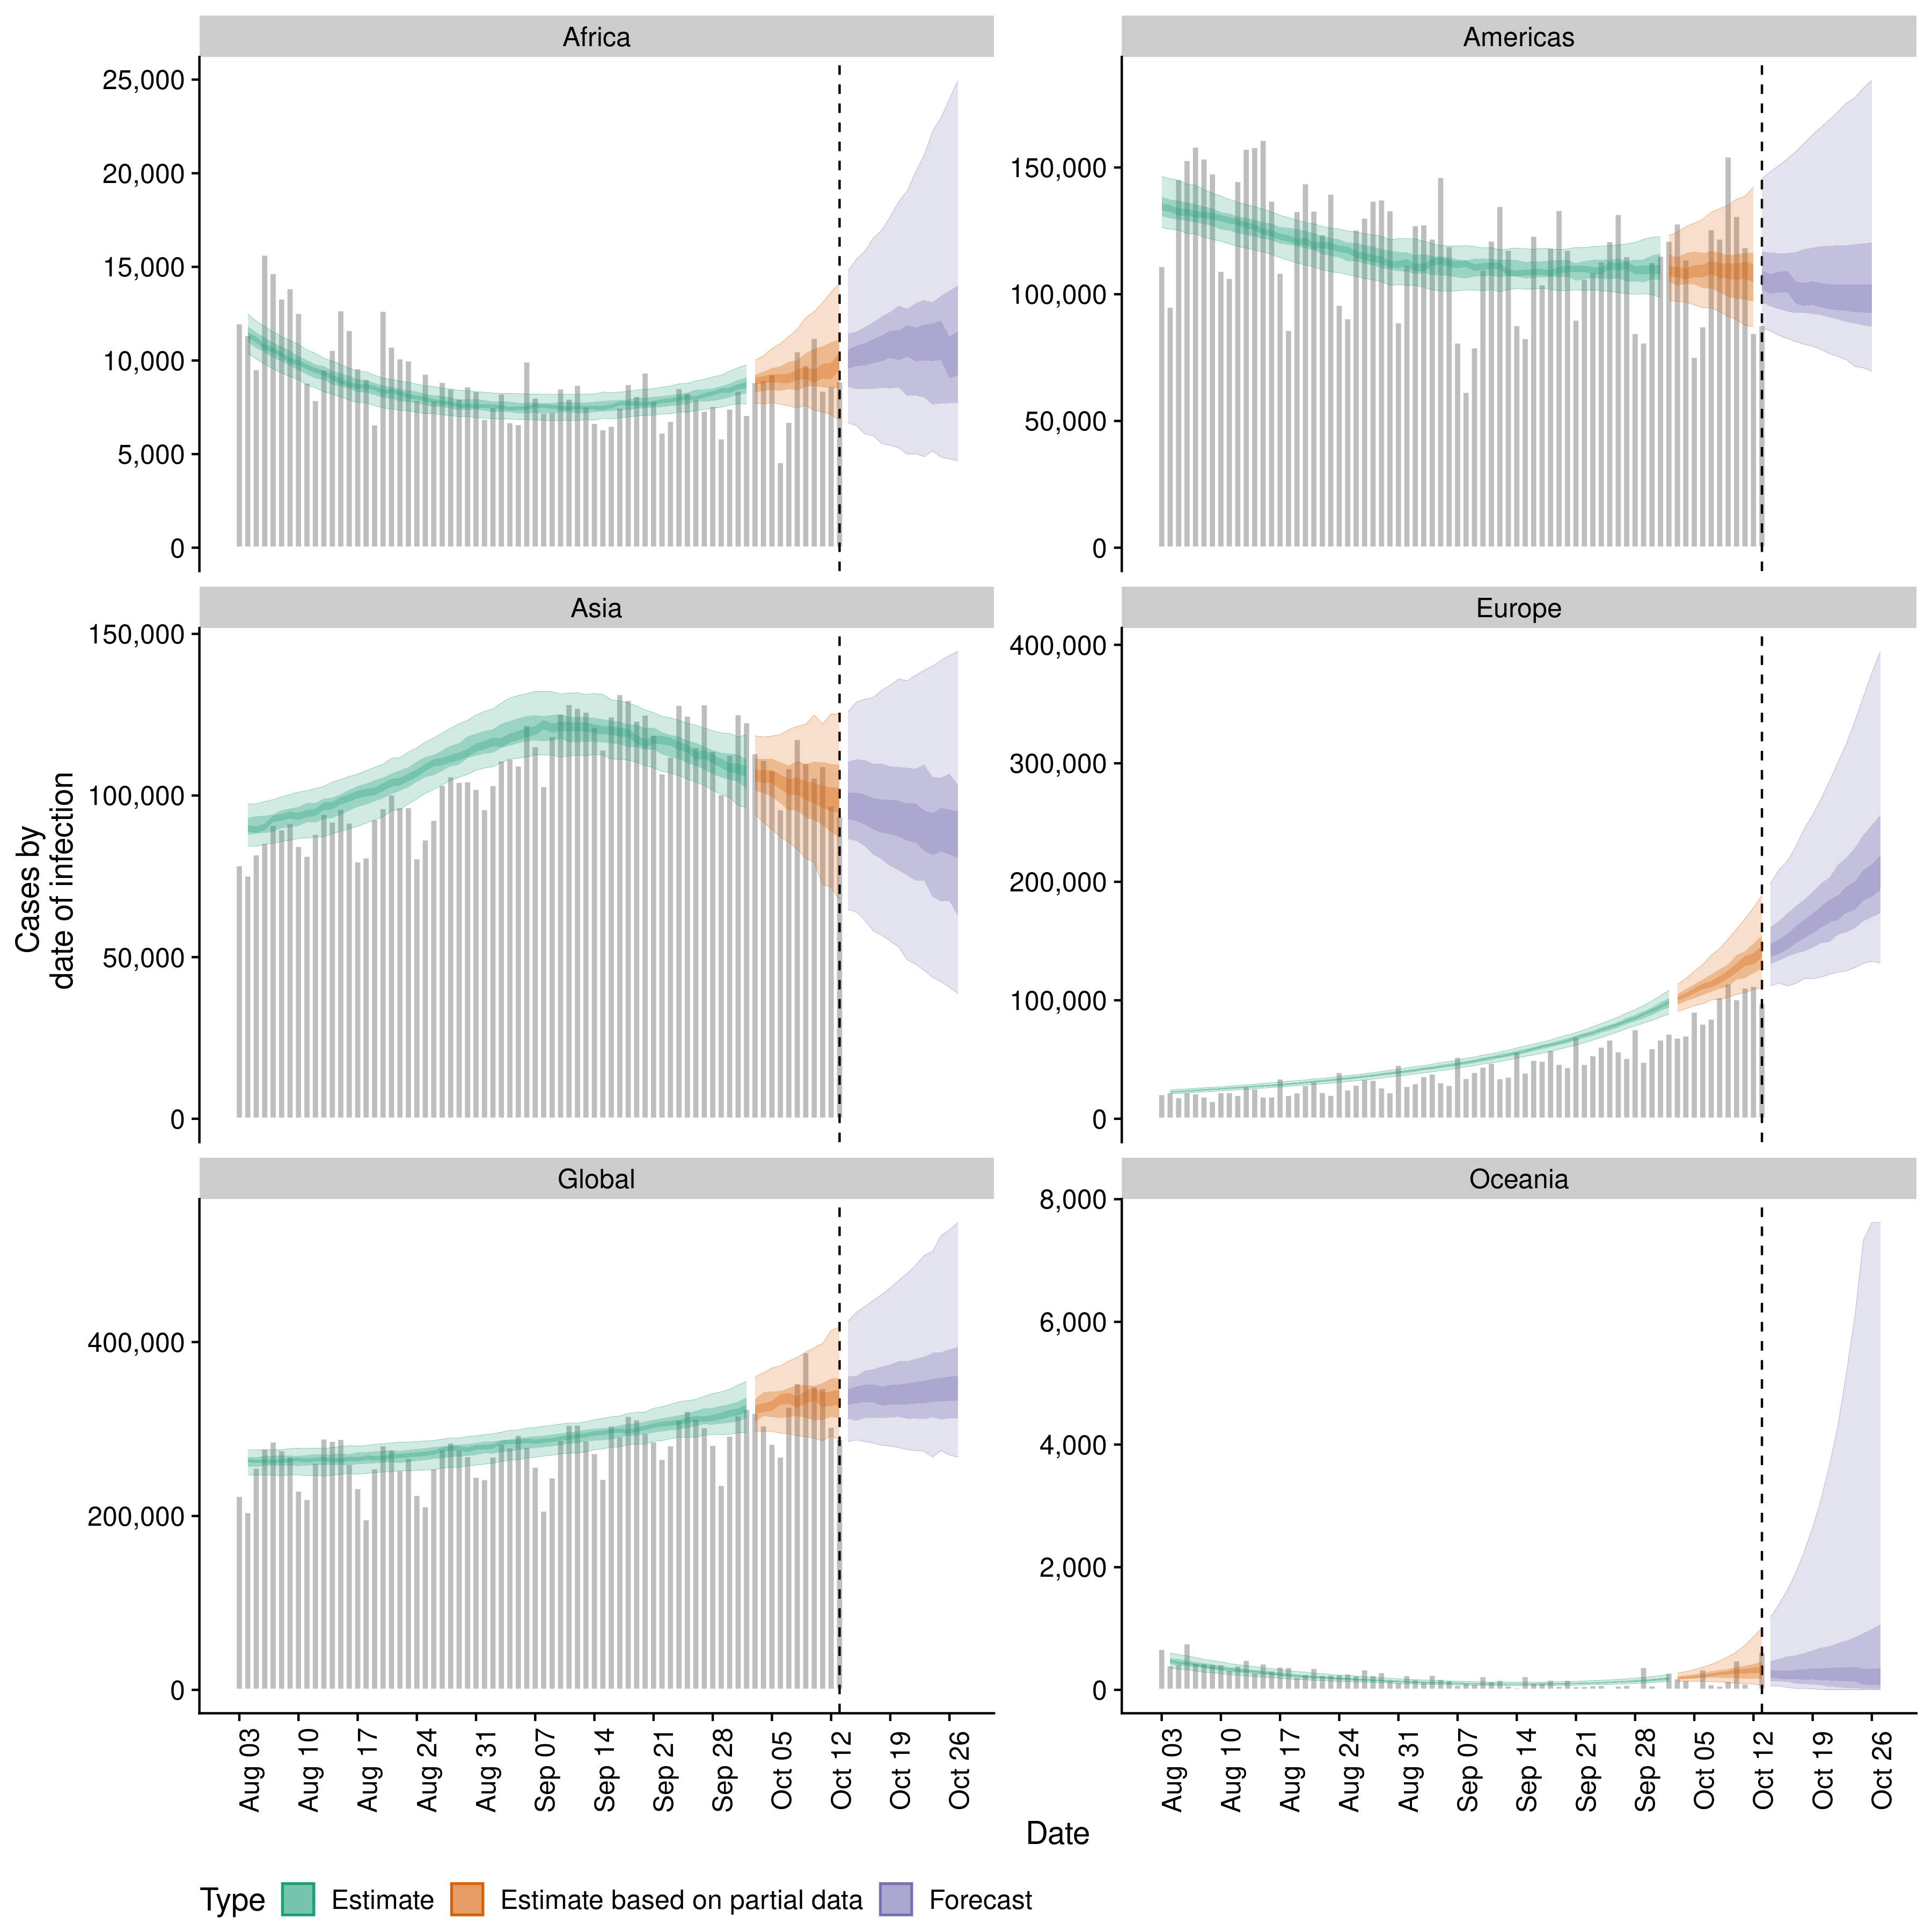 Africa
Americas
25,000
20,000
15,000
10,000
5,000
0
150,000
100,000
50,000
0
Asia
Europe
150,000
100,000
50,000
0
400,000
300,000
200,000
100,000
0
Cases by
date of infection
Global
Oceania
400,000
200,000
0
8,000
6,000
4,000
2,000
0
Aug 03
Aug 10
Aug 17
Aug 24
Aug 31
Sep 07
Sep 14
Sep 21
Sep 28
Oct 05
Oct 12
Oct 19
Oct 26
Aug 03
Aug 10
Aug 17
Aug 24
Aug 31
Sep 07
Sep 14
Sep 21
Sep 28
Oct 05
Oct 12
Oct 19
Oct 26
Date
Type Estimate Estimate based on partial data Forecast